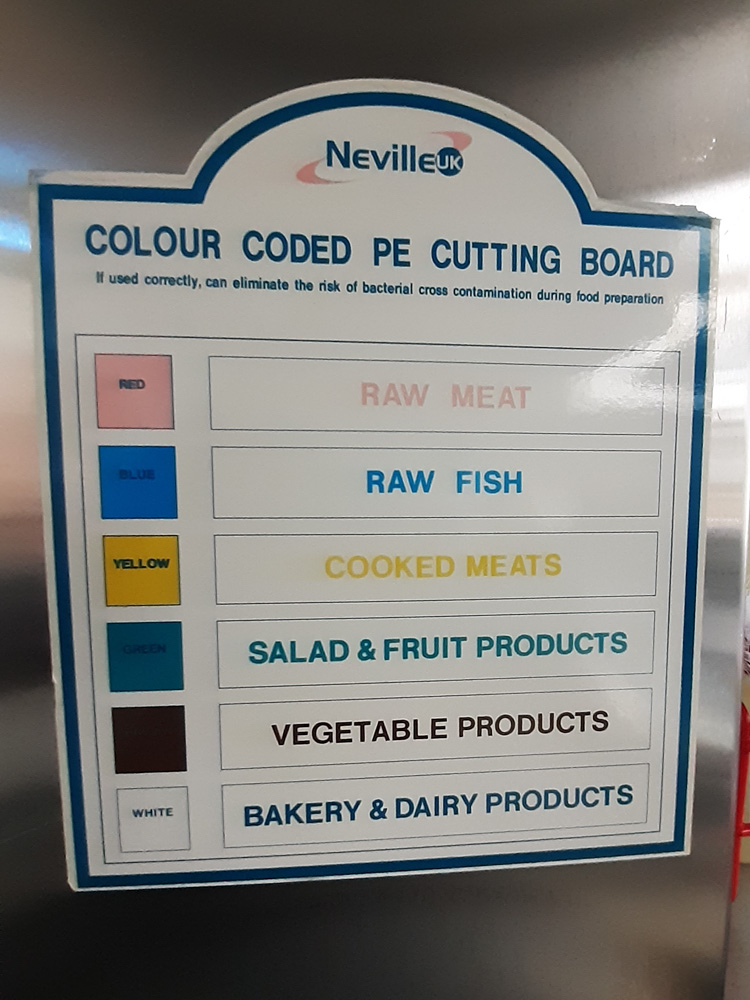 NevilleUK
COLOUR CODED PE CUTTING BOARD
If used correctly, can eliminate the risk of bacterial cross contamination during food preparation
RED RAW MEAT
BLUE RAW FISH
YELLOW COOKED MEATS
GREEN SALAD & FRUIT PRODUCTS
VEGETABLE PRODUCTS
WHITE BAKERY & DAIRY PRODUCTS